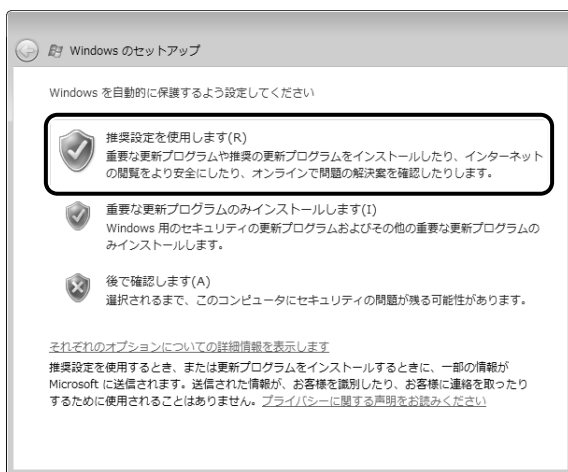 Windows のセットアップ
Windows を自動的に保護するよう設定してください
推奨設定を使用します(R)
重要な更新プログラムや推奨の更新プログラムをインストールしたり、インターネット
の閲覧をより安全にしたり、オンラインで問題の解決案を確認したりします。
重要な更新プログラムのみインストールします(I)
Windows 用のセキュリティの更新プログラムおよびその他の重要な更新プログラムの
みインストールします。
後で確認します(A)
選択されるまで、このコンピュータにセキュリティの問題が残る可能性があります。
それぞれのオプションについての詳細情報を表示します
推奨設定を使用するとき、または更新プログラムをインストールするときに、一部の情報が
Microsoft に送信されます。送信された情報が、お客様を識別したり、お客様に連絡を取ったり
するために使用されることはありません。プライバシーに関する声明をお読みください